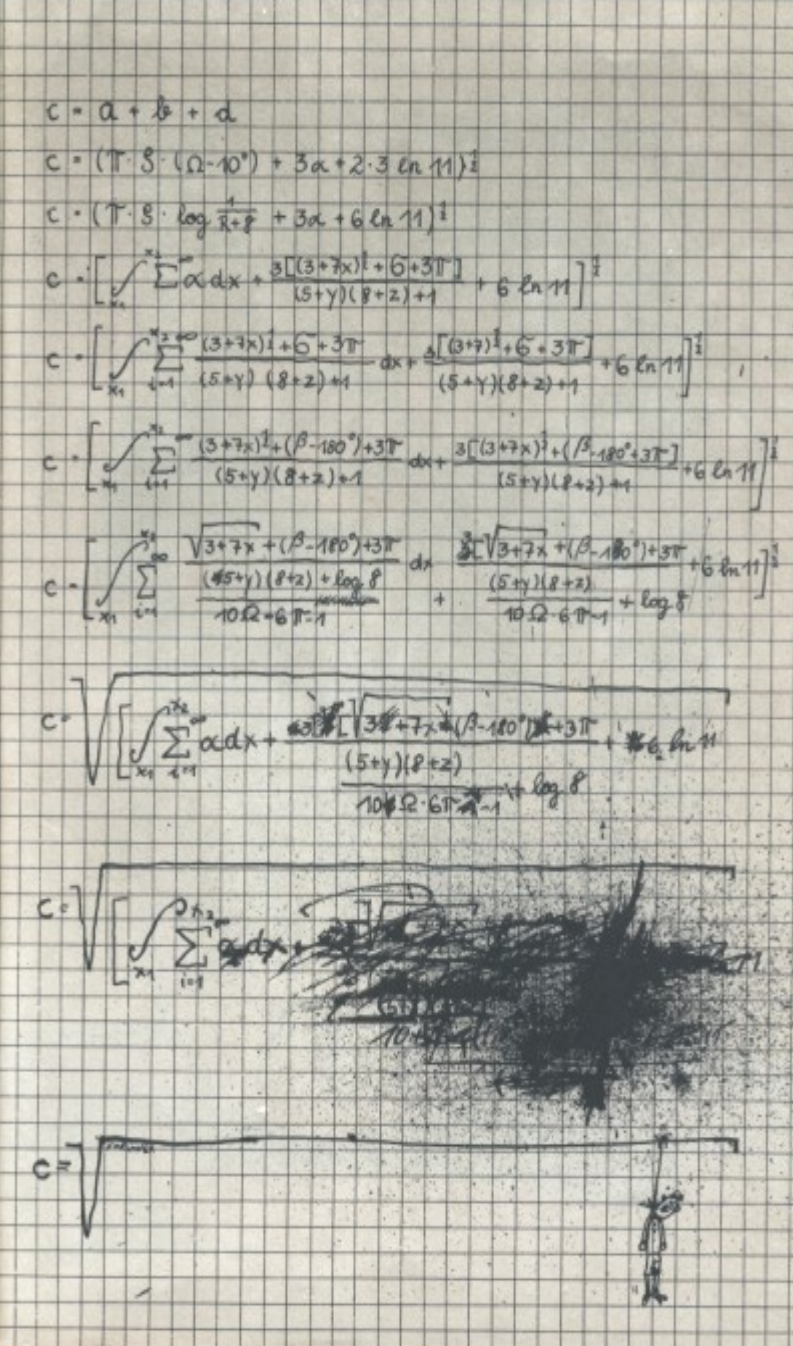 c = a + b + d
c = (π · ϱ · (Ω-10°) + 3α + 2·3 ln 11)½
c = (π · ϱ · log 1/(R+8) + 3α + 6 ln 11)½
c = [∫x₁^x₂ Σ^∞ α dx + 3[(3+7x)½ + 6 + 3π]/((5+y)(8+z)+1) + 6 ln 11]½
c = [∫x₁^x₂ Σi=1^∞ ((3+7x)½ + 6 + 3π)/((5+y)(8+z)+1) dx + 3[(3+7)½ + 6 + 3π]/((5+y)(8+z)+1) + 6 ln 11]½
c = [∫x₁^x₂ Σi=1^∞ ((3+7x)½ + (β-180°) + 3π)/((5+y)(8+z)+1) dx + 3[(3+7x)½ + (β-180°+3π]/((5+y)(8+z)+1) + 6 ln 11]½
c = [∫x₁^x₂ Σi=1^∞ (√(3+7x) + (β-180°) + 3π)/((5+y)(8+z) + log 8 / 10Ω·6π-1) dx + 3[√(3+7x) + (β-180°) + 3π/((5+y)(8+z)/(10Ω·6π-1) + log 8) + 6 ln 11]½
c = √[∫x₁^x₂ Σi=1^∞ α dx + 3[√(3+7x) + (β-180°) + 3π/((5+y)(8+z)/(10Ω·6π-1) + log 8) + 6 ln 11
c = √[∫x₁^x₂ Σi=1^∞ α dx +
c = √